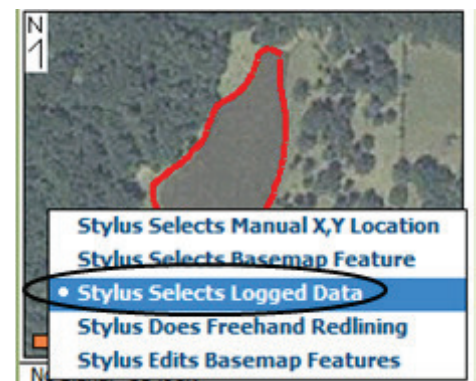 N
Stylus Selects Manual X,Y Location
Stylus Selects Basemap Feature
Stylus Selects Logged Data
Stylus Does Freehand Redlining
Stylus Edits Basemap Features